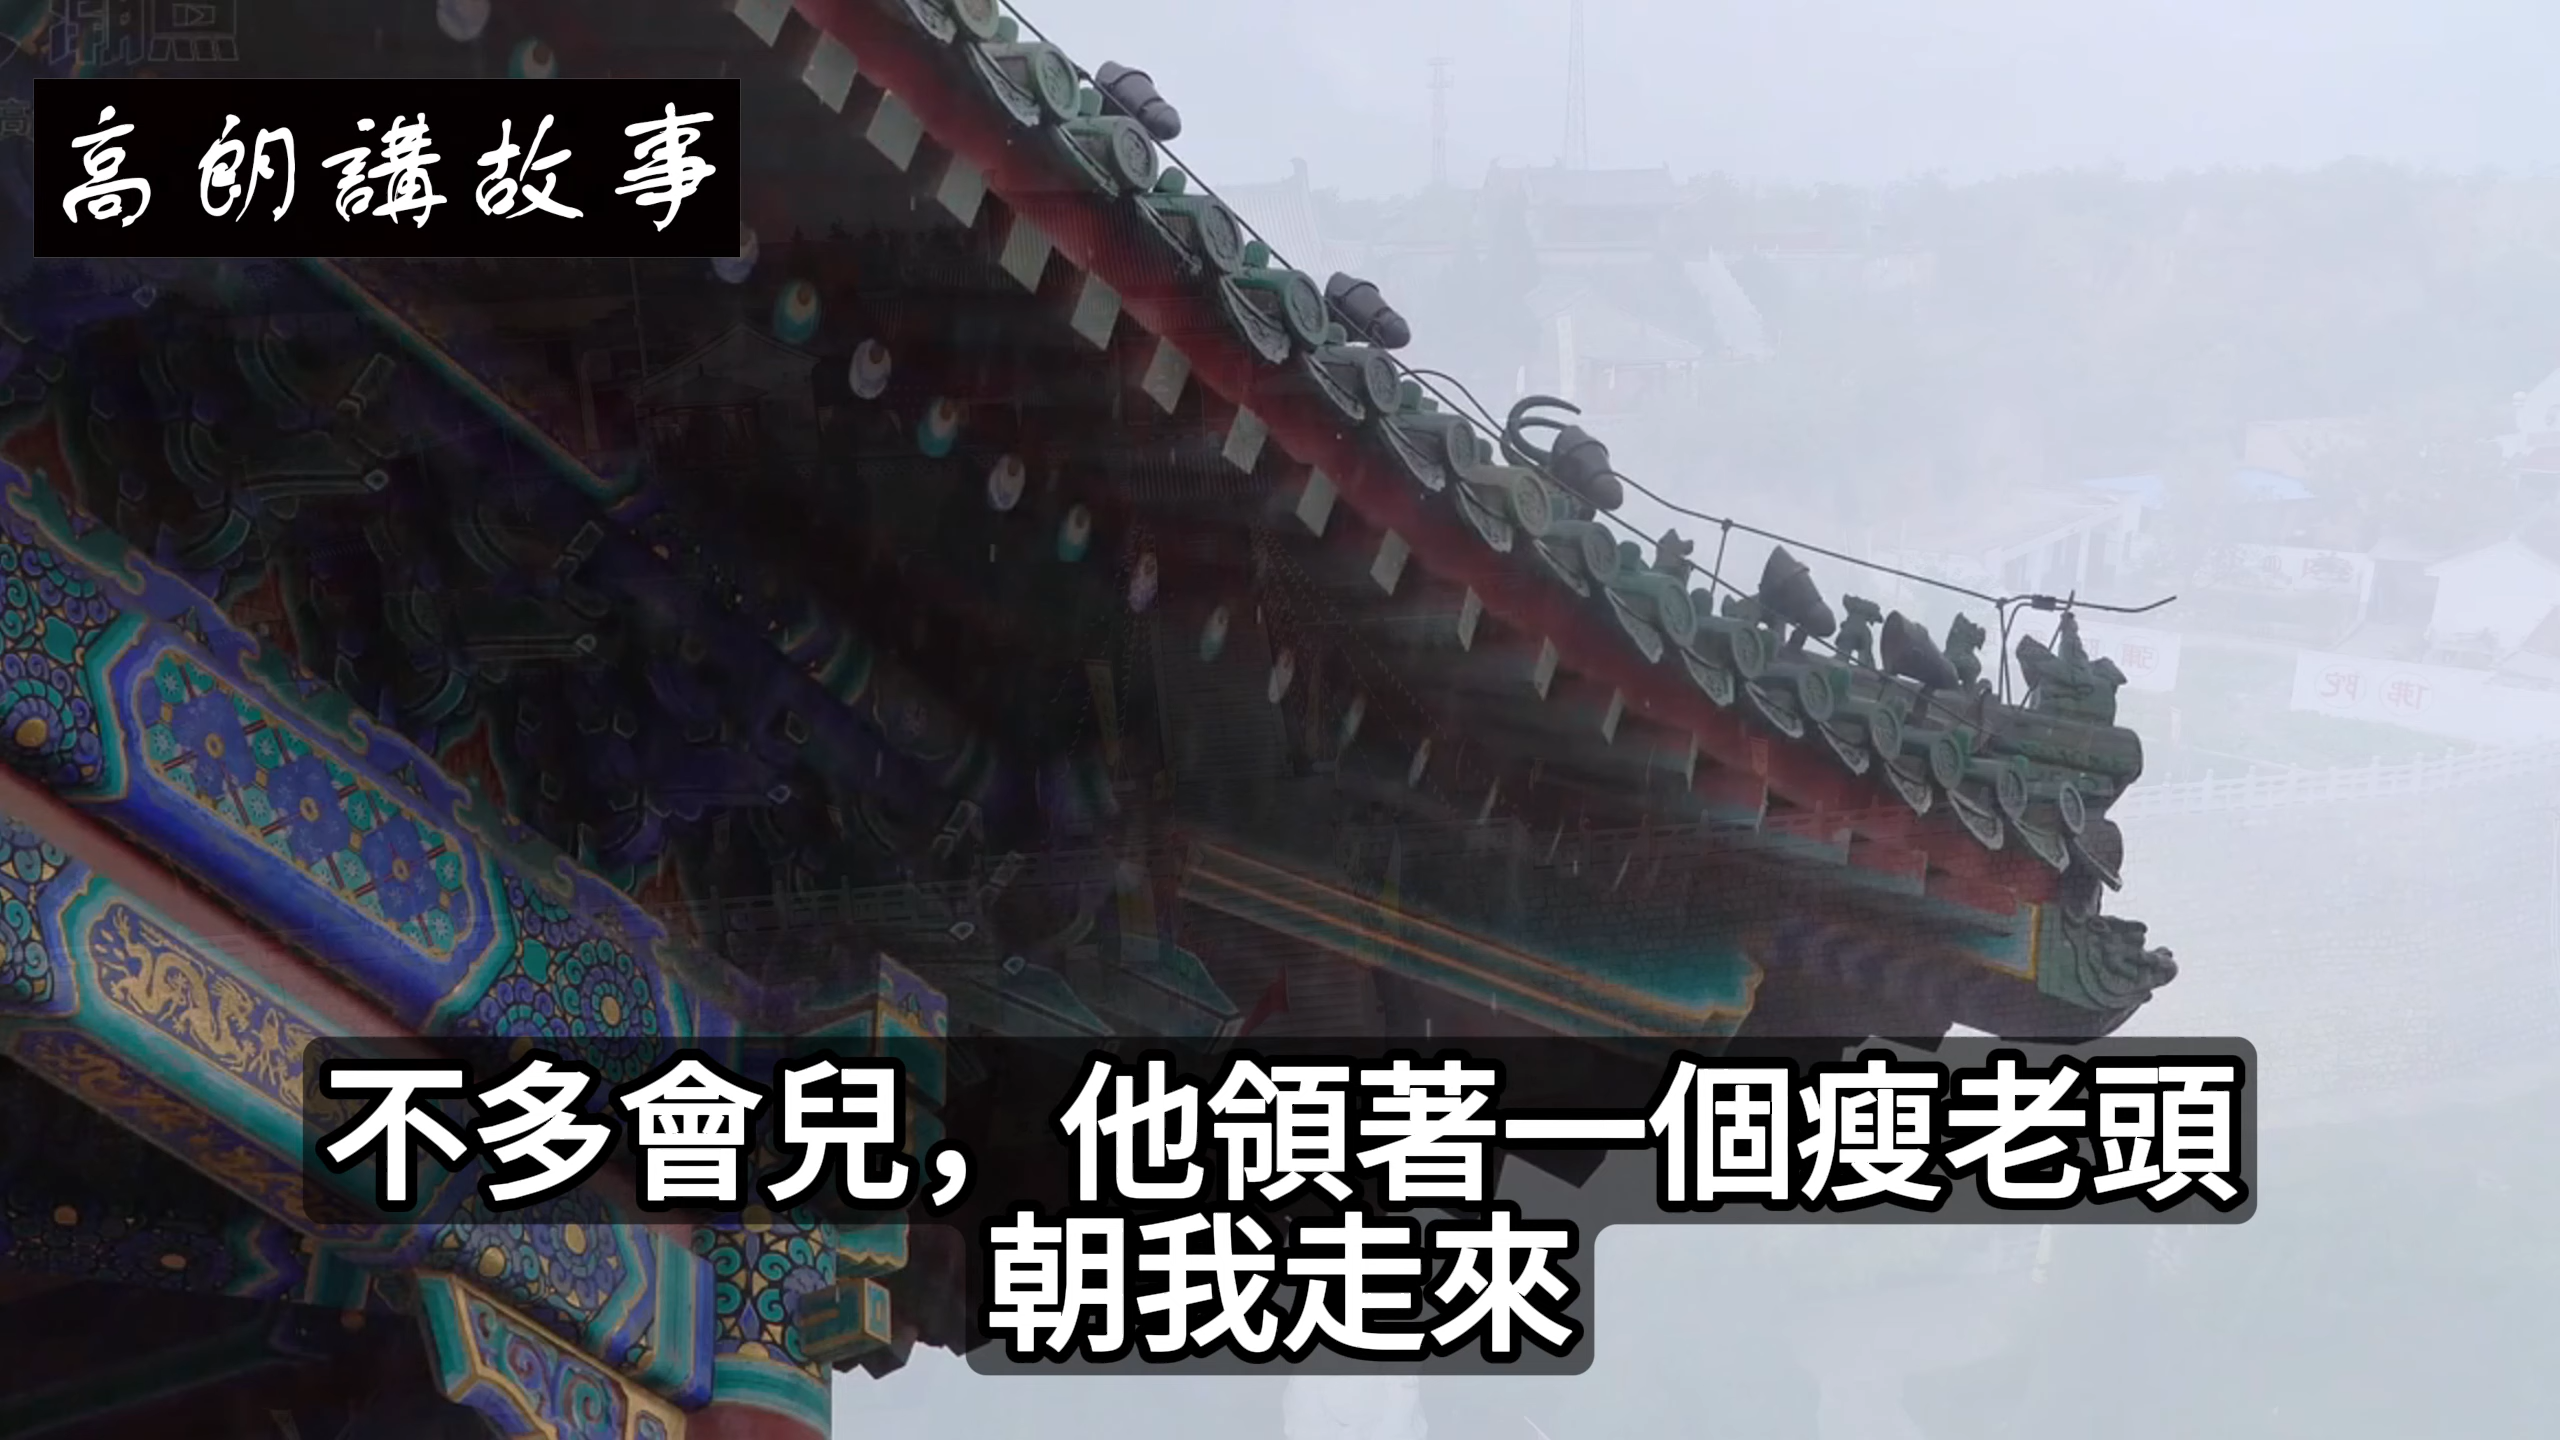 高朗講故事
不多會兒，他領著一個瘦老頭
朝我走來